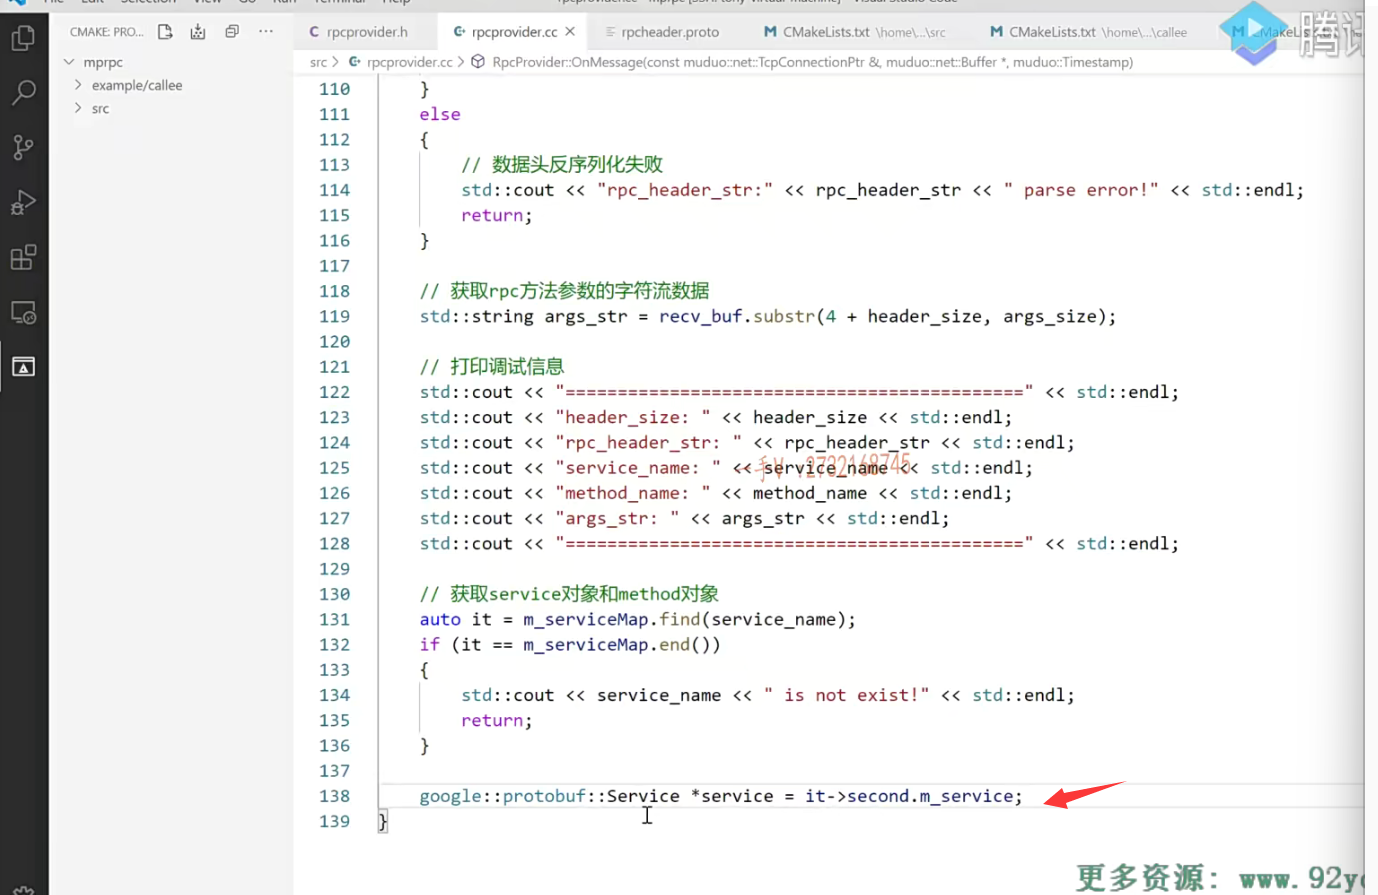 CMAKE: PRO...
rpcprovider.h
rpcprovider.cc
rpcheader.proto
CMakeLists.txt \home\...\src
CMakeLists.txt \home\...\callee
腾讯
mprpc
example/callee
src
src > rpcprovider.cc > RpcProvider::OnMessage(const muduo::net::TcpConnectionPtr &, muduo::net::Buffer *, muduo::Timestamp)
110 }
111 else
112 {
113 // 数据头反序列化失败
114 std::cout << "rpc_header_str:" << rpc_header_str << " parse error!" << std::endl;
115 return;
116 }
117
118 // 获取rpc方法参数的字符流数据
119 std::string args_str = recv_buf.substr(4 + header_size, args_size);
120
121 // 打印调试信息
122 std::cout << "============================================" << std::endl;
123 std::cout << "header_size: " << header_size << std::endl;
124 std::cout << "rpc_header_str: " << rpc_header_str << std::endl;
125 std::cout << "service_name: " << service_name << std::endl;
126 std::cout << "method_name: " << method_name << std::endl;
127 std::cout << "args_str: " << args_str << std::endl;
128 std::cout << "============================================" << std::endl;
129
130 // 获取service对象和method对象
131 auto it = m_serviceMap.find(service_name);
132 if (it == m_serviceMap.end())
133 {
134 std::cout << service_name << " is not exist!" << std::endl;
135 return;
136 }
137
138 google::protobuf::Service *service = it->second.m_service;
139 }
更多资源: www.92yo